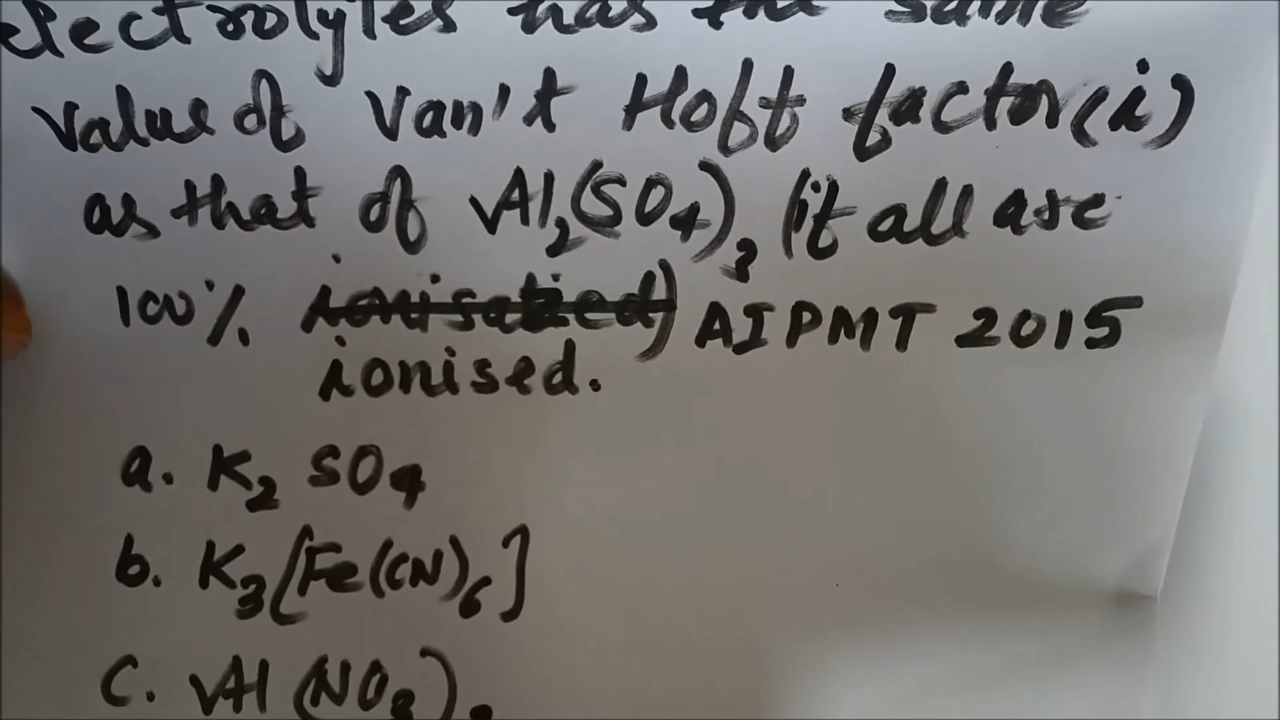 electrolytes has the same
value of Van't Hoff factor (i)
as that of Al₂(SO₄)₃ (if all are
100% ionisatied) AIPMT 2015
ionised.
a. K₂SO₄
b. K₃[Fe(CN)₆]
c. Al(NO₃)₃